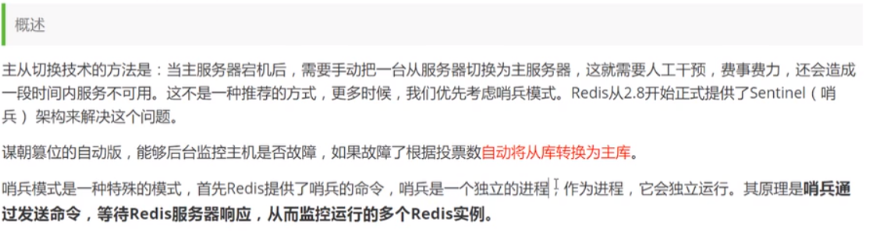 概述
主从切换技术的方法是：当主服务器宕机后，需要手动把一台从服务器切换为主服务器，这就需要人工干预，费事费力，还会造成
一段时间内服务不可用。这不是一种推荐的方式，更多时候，我们优先考虑哨兵模式。Redis从2.8开始正式提供了Sentinel（哨
兵）架构来解决这个问题。
谋朝篡位的自动版，能够后台监控主机是否故障，如果故障了根据投票数自动将从库转换为主库。
哨兵模式是一种特殊的模式，首先Redis提供了哨兵的命令，哨兵是一个独立的进程，作为进程，它会独立运行。其原理是哨兵通
过发送命令，等待Redis服务器响应，从而监控运行的多个Redis实例。